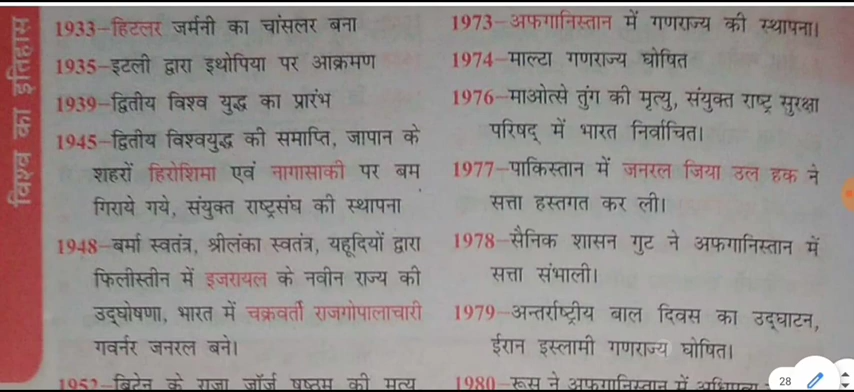 विश्व का इतिहास
1933–हिटलर जर्मनी का चांसलर बना
1935–इटली द्वारा इथोपिया पर आक्रमण
1939–द्वितीय विश्व युद्ध का प्रारंभ
1945–द्वितीय विश्वयुद्ध की समाप्ति, जापान के
शहरों हिरोशिमा एवं नागासाकी पर बम
गिराये गये, संयुक्त राष्ट्रसंघ की स्थापना
1948–बर्मा स्वतंत्र, श्रीलंका स्वतंत्र, यहूदियों द्वारा
फिलीस्तीन में इजरायल के नवीन राज्य की
उद्घोषणा, भारत में चक्रवर्ती राजगोपालाचारी
गवर्नर जनरल बने।
1952–ब्रिटेन के राजा जॉर्ज षष्ठम की मृत्यु
1973–अफगानिस्तान में गणराज्य की स्थापना।
1974–माल्टा गणराज्य घोषित
1976–माओत्से तुंग की मृत्यु, संयुक्त राष्ट्र सुरक्षा
परिषद् में भारत निर्वाचित।
1977–पाकिस्तान में जनरल जिया उल हक ने
सत्ता हस्तगत कर ली।
1978–सैनिक शासन गुट ने अफगानिस्तान में
सत्ता संभाली।
1979–अन्तर्राष्ट्रीय बाल दिवस का उद्घाटन,
ईरान इस्लामी गणराज्य घोषित।
1980–रूस ने अफगानिस्तान में
28